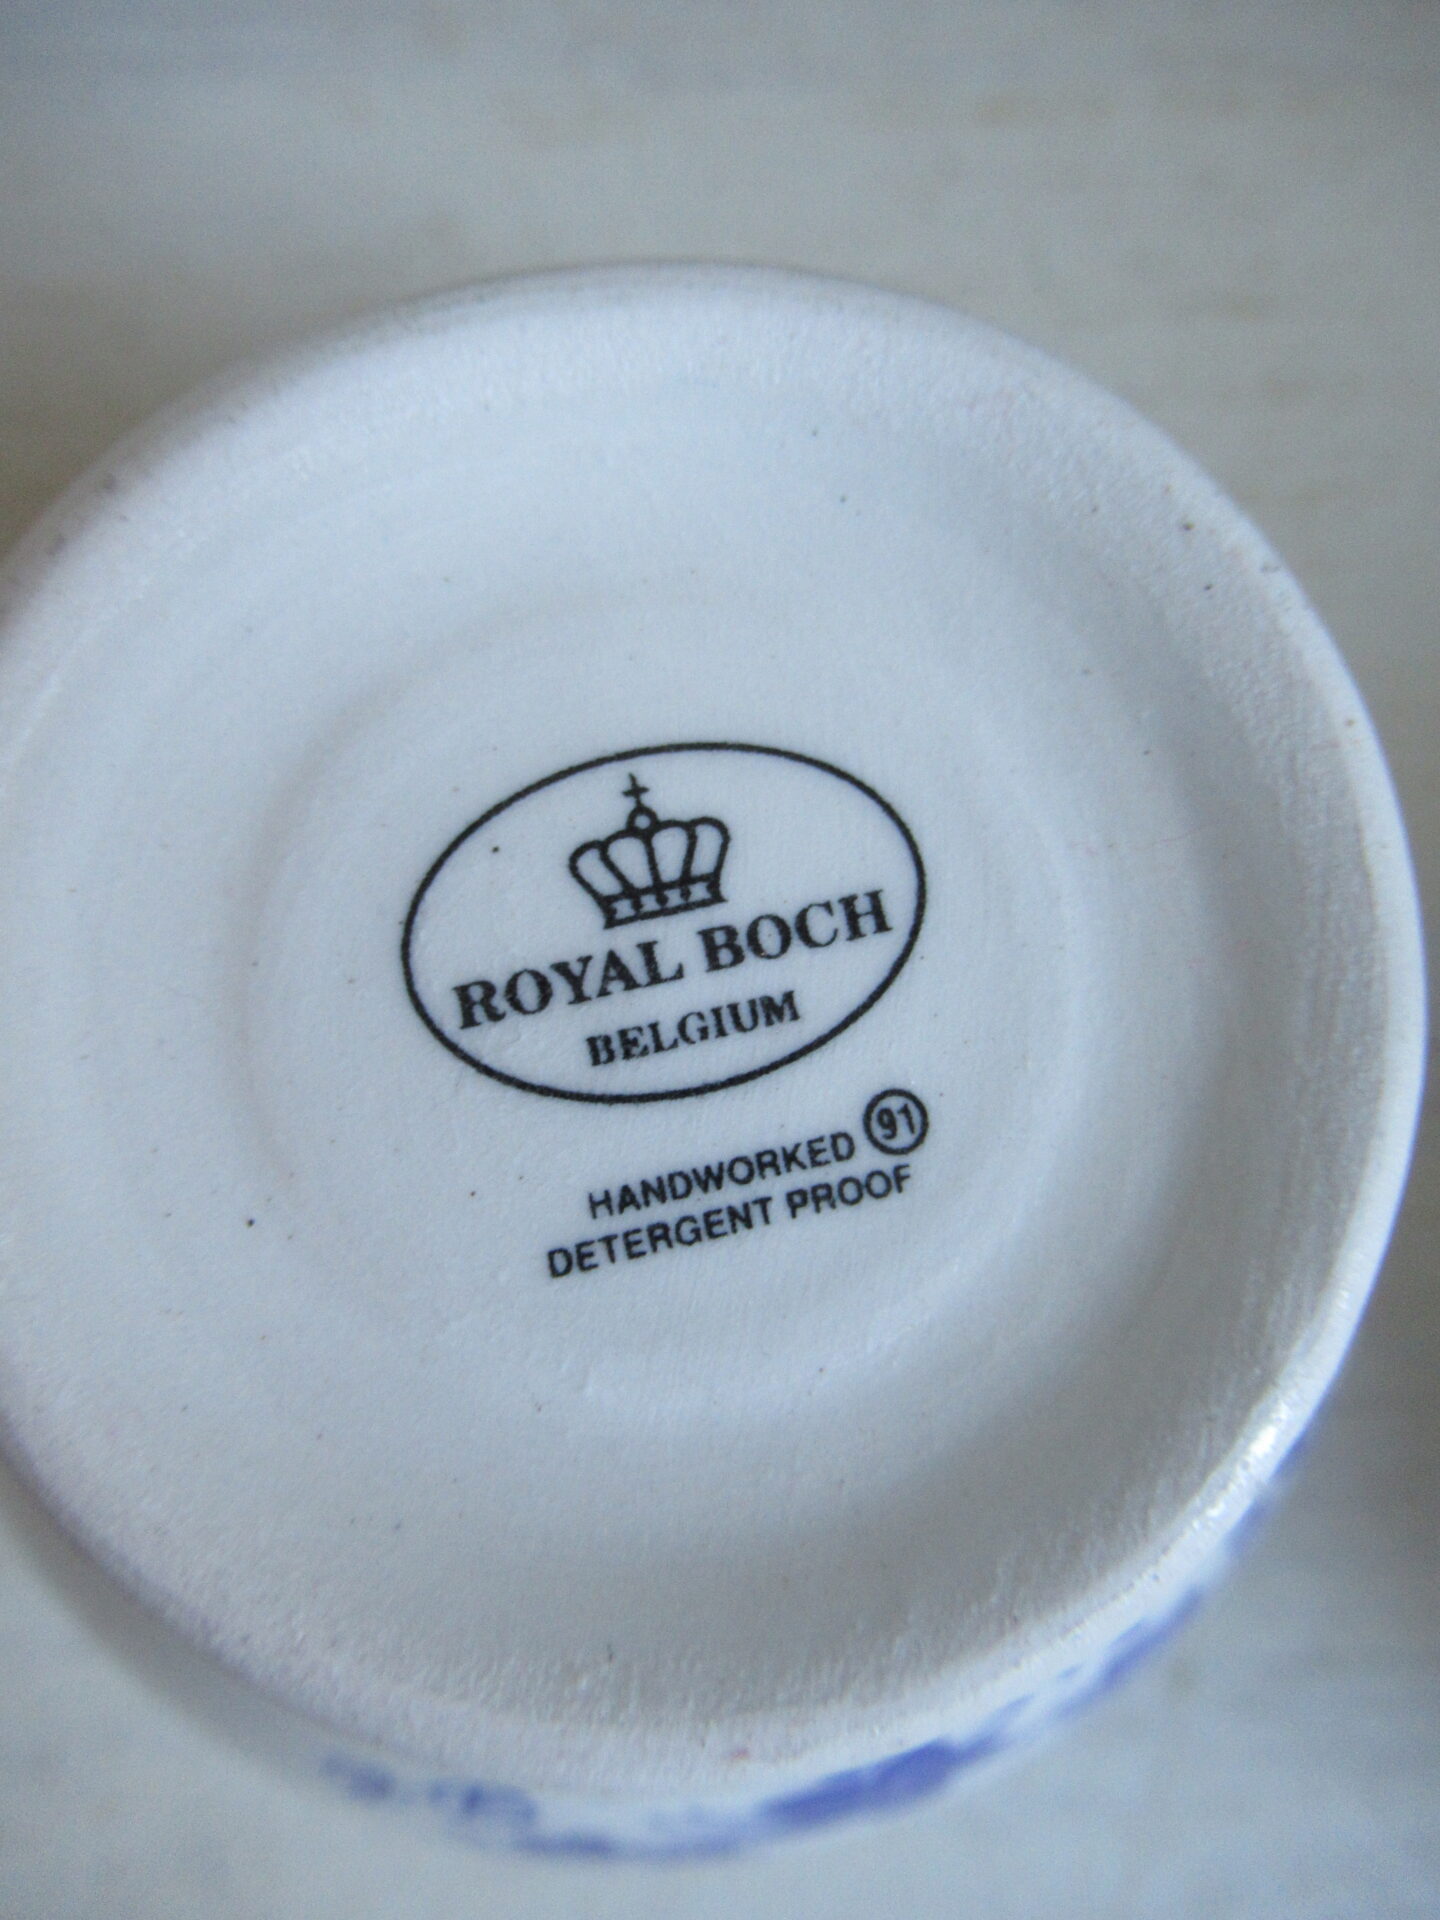 ROYAL BOCH
BELGIUM
HANDWORKED 91
DETERGENT PROOF